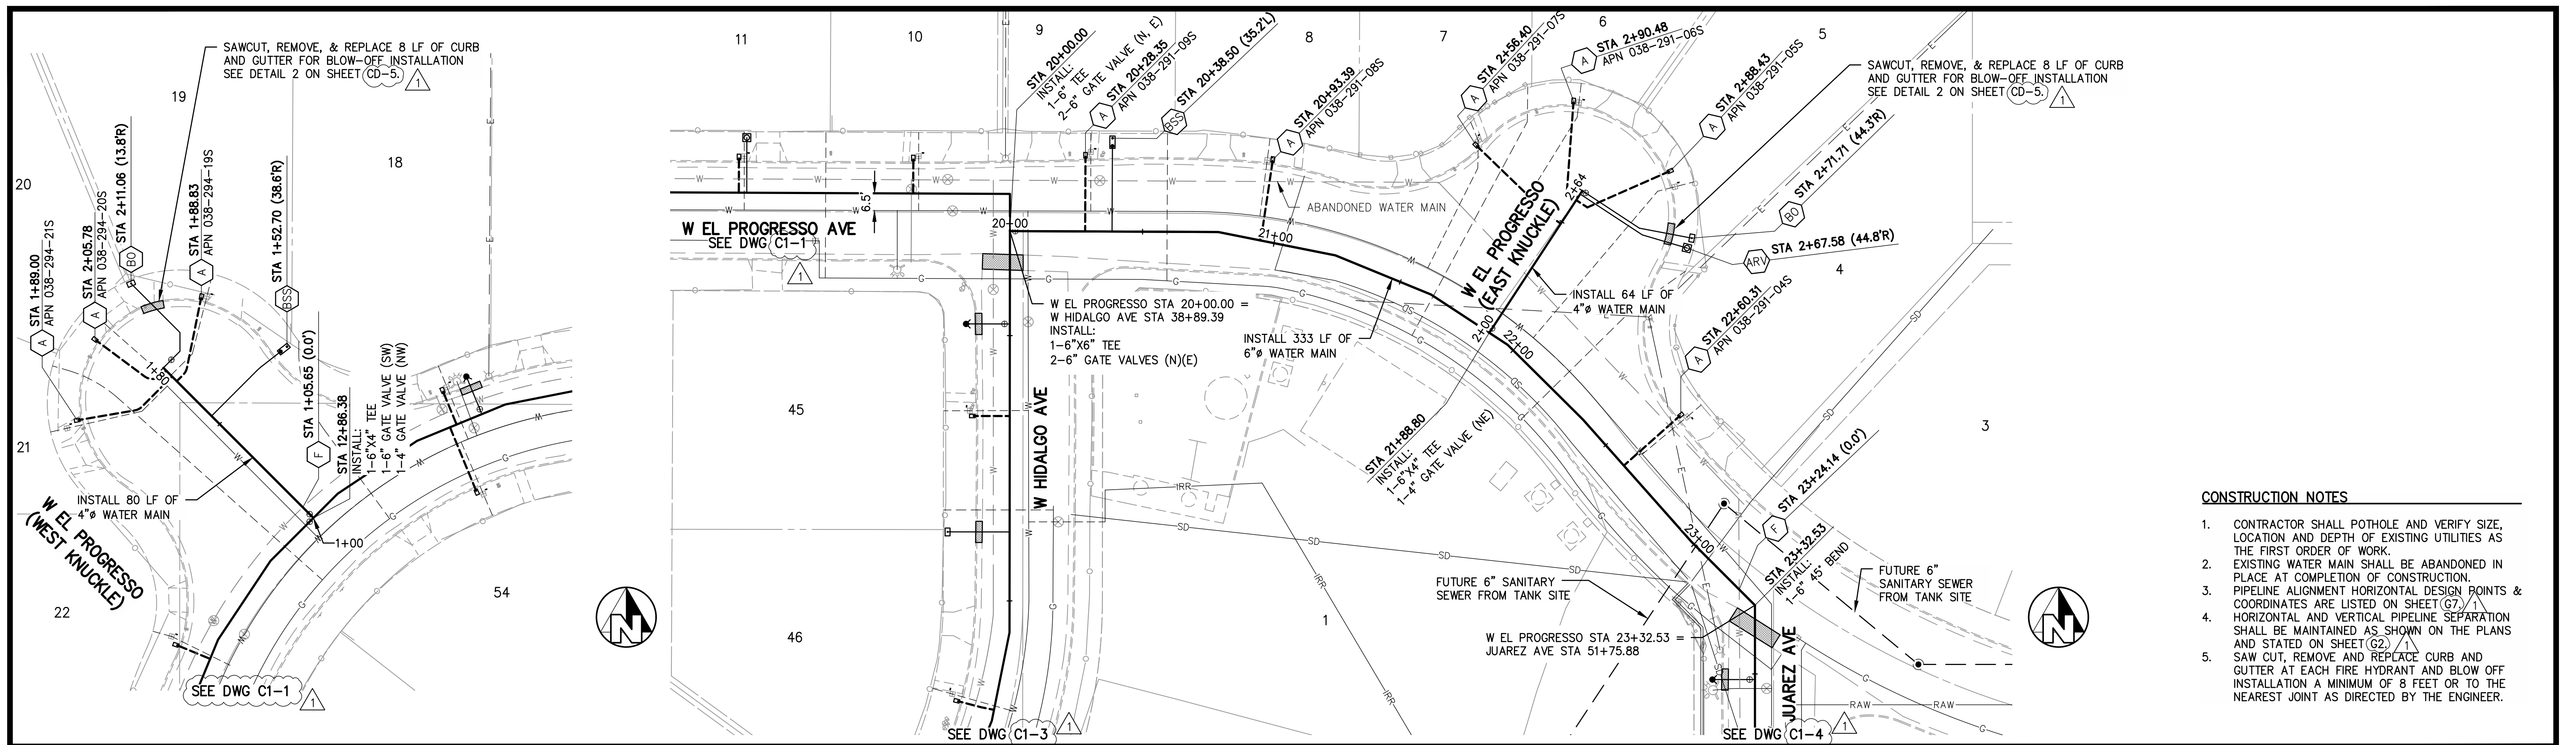 SAWCUT, REMOVE, & REPLACE 8 LF OF CURB
AND GUTTER FOR BLOW-OFF INSTALLATION
SEE DETAIL 2 ON SHEET CD-5.
1
19
18
20
21
22
54
STA 1+89.00
APN 038-294-21S
A
STA 2+05.78
APN 038-294-20S
A
STA 2+11.06 (13.8'R)
BO
STA 1+88.83
APN 038-294-19S
A
STA 1+52.70 (38.6'R)
BSS
STA 1+05.65 (0.0')
F
STA 12+86.38
INSTALL:
1-6"X4" TEE
1-6" GATE VALVE (SW)
1-4" GATE VALVE (NW)
1+80
INSTALL 80 LF OF
4"ø WATER MAIN
1+00
W EL PROGRESSO
(WEST KNUCKLE)
SEE DWG C1-1
1
N
11
10
9
8
7
6
5
4
3
1
45
46
STA 20+00.00
INSTALL:
1-6" TEE
2-6" GATE VALVE (N, E)
A
STA 20+28.35
APN 038-291-09S
BSS
STA 20+38.50 (35.2'L)
A
STA 20+93.39
APN 038-291-08S
A
STA 2+56.40
APN 038-291-07S
A
STA 2+90.48
APN 038-291-06S
A
STA 2+88.43
APN 038-291-05S
SAWCUT, REMOVE, & REPLACE 8 LF OF CURB
AND GUTTER FOR BLOW-OFF INSTALLATION
SEE DETAIL 2 ON SHEET CD-5.
1
BO
STA 2+71.71 (44.3'R)
ARV
STA 2+67.58 (44.8'R)
6.5'
W EL PROGRESSO AVE
SEE DWG C1-1
1
20+00
21+00
ABANDONED WATER MAIN
W EL PROGRESSO
(EAST KNUCKLE)
2+64
2+00
22+00
INSTALL 64 LF OF
4"ø WATER MAIN
W EL PROGRESSO STA 20+00.00 =
W HIDALGO AVE STA 38+89.39
INSTALL:
1-6"X6" TEE
2-6" GATE VALVES (N)(E)
INSTALL 333 LF OF
6"ø WATER MAIN
A
STA 22+60.31
APN 038-291-04S
W HIDALGO AVE
STA 21+88.80
INSTALL:
1-6"X4" TEE
1-4" GATE VALVE (NE)
23+00
F
STA 23+24.14 (0.0')
STA 23+32.53
INSTALL:
1-6" 45° BEND
FUTURE 6"
SANITARY SEWER
FROM TANK SITE
FUTURE 6" SANITARY
SEWER FROM TANK SITE
W EL PROGRESSO STA 23+32.53 =
JUAREZ AVE STA 51+75.88
JUAREZ AVE
SEE DWG C1-3
1
SEE DWG C1-4
1
IRR
IRR
IRR
SD
SD
SD
SD
RAW
RAW
N
CONSTRUCTION NOTES
1. CONTRACTOR SHALL POTHOLE AND VERIFY SIZE,
LOCATION AND DEPTH OF EXISTING UTILITIES AS
THE FIRST ORDER OF WORK.
2. EXISTING WATER MAIN SHALL BE ABANDONED IN
PLACE AT COMPLETION OF CONSTRUCTION.
3. PIPELINE ALIGNMENT HORIZONTAL DESIGN POINTS &
COORDINATES ARE LISTED ON SHEET G7. 1
4. HORIZONTAL AND VERTICAL PIPELINE SEPARATION
SHALL BE MAINTAINED AS SHOWN ON THE PLANS
AND STATED ON SHEET G2. 1
5. SAW CUT, REMOVE AND REPLACE CURB AND
GUTTER AT EACH FIRE HYDRANT AND BLOW OFF
INSTALLATION A MINIMUM OF 8 FEET OR TO THE
NEAREST JOINT AS DIRECTED BY THE ENGINEER.